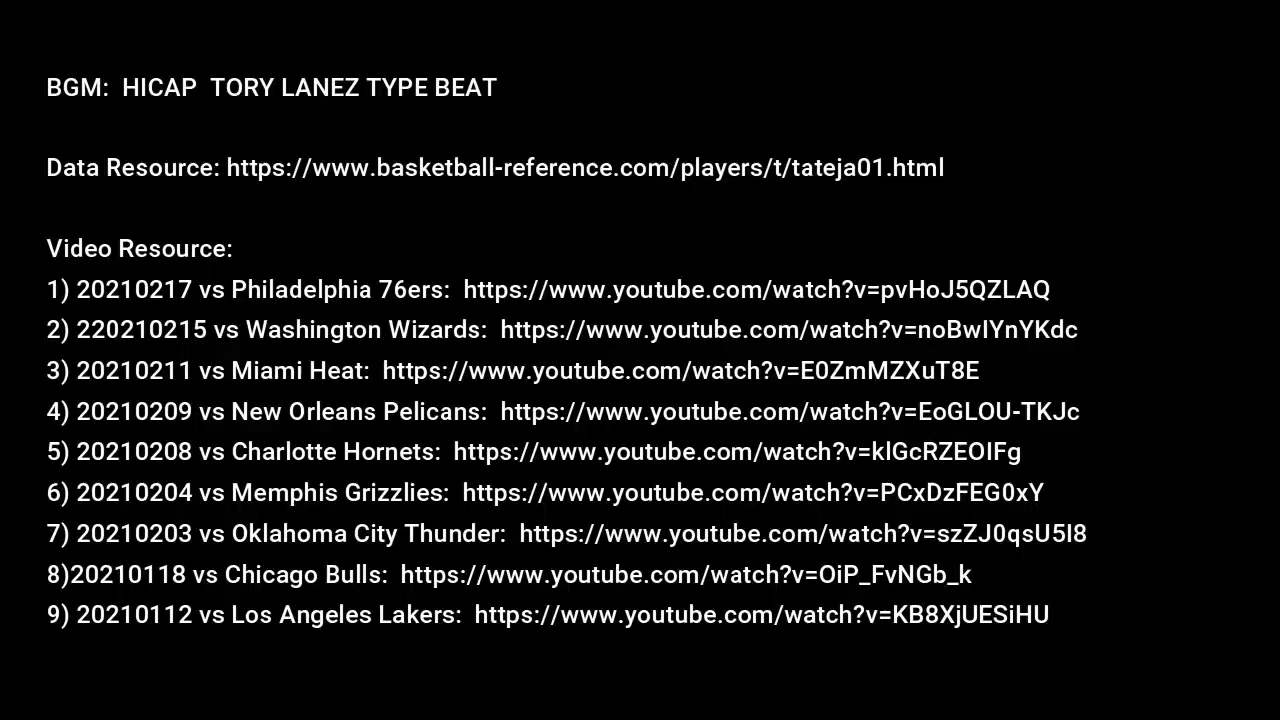 BGM:  HICAP  TORY LANEZ TYPE BEAT
Data Resource: https://www.basketball-reference.com/players/t/tateja01.html
Video Resource:
1) 20210217 vs Philadelphia 76ers:  https://www.youtube.com/watch?v=pvHoJ5QZLAQ
2) 220210215 vs Washington Wizards:  https://www.youtube.com/watch?v=noBwIYnYKdc
3) 20210211 vs Miami Heat:  https://www.youtube.com/watch?v=E0ZmMZXuT8E
4) 20210209 vs New Orleans Pelicans:  https://www.youtube.com/watch?v=EoGLOU-TKJc
5) 20210208 vs Charlotte Hornets:  https://www.youtube.com/watch?v=klGcRZEOIFg
6) 20210204 vs Memphis Grizzlies:  https://www.youtube.com/watch?v=PCxDzFEG0xY
7) 20210203 vs Oklahoma City Thunder:  https://www.youtube.com/watch?v=szZJ0qsU5I8
8)20210118 vs Chicago Bulls:  https://www.youtube.com/watch?v=OiP_FvNGb_k
9) 20210112 vs Los Angeles Lakers:  https://www.youtube.com/watch?v=KB8XjUESiHU